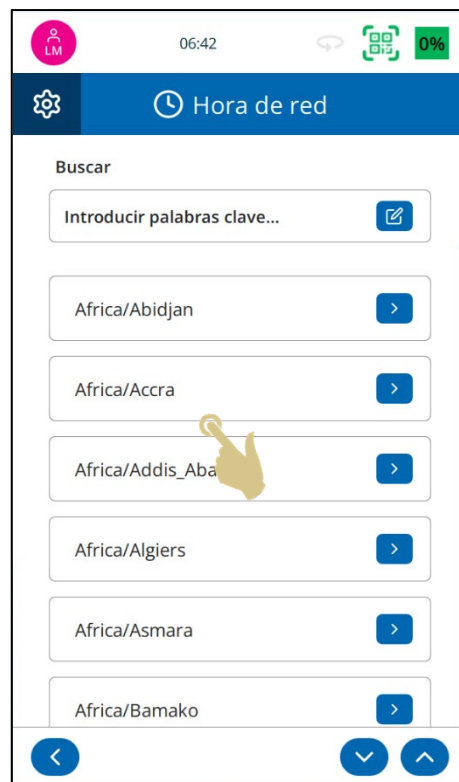 LM
06:42
0%
Hora de red
Buscar
Introducir palabras clave...
Africa/Abidjan
Africa/Accra
Africa/Addis_Aba
Africa/Algiers
Africa/Asmara
Africa/Bamako